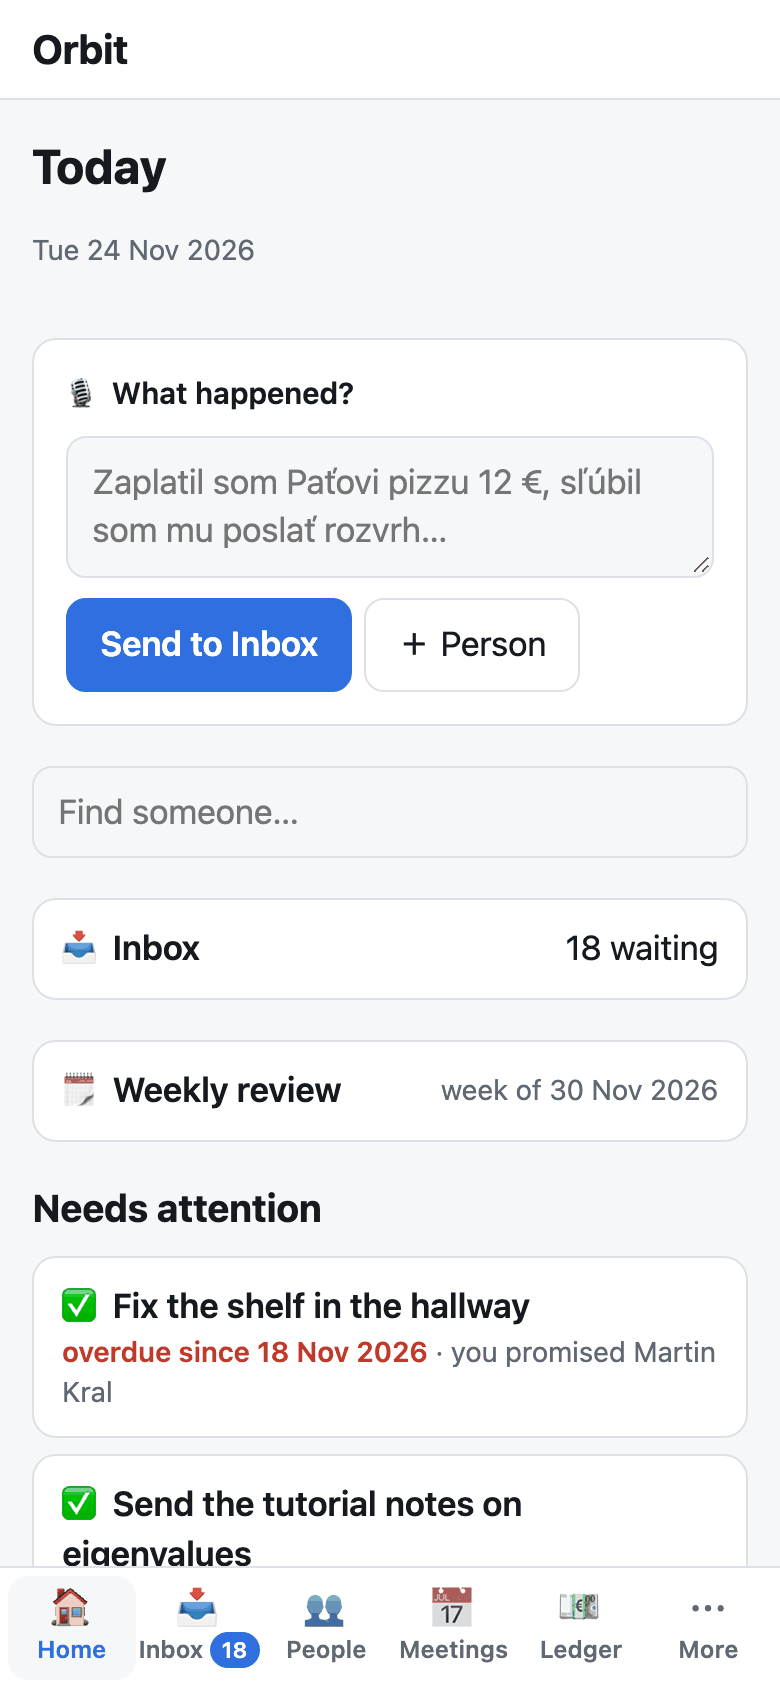 Orbit
Today
Tue 24 Nov 2026
What happened?
Zaplatil som Paťovi pizzu 12 €, sľúbil
som mu poslať rozvrh...
Send to Inbox
+ Person
Find someone...
Inbox
18 waiting
Weekly review
week of 30 Nov 2026
Needs attention
Fix the shelf in the hallway
overdue since 18 Nov 2026 · you promised Martin
Kral
Send the tutorial notes on
eigenvalues
JUL
17
Home
Inbox 18
People
Meetings
Ledger
More